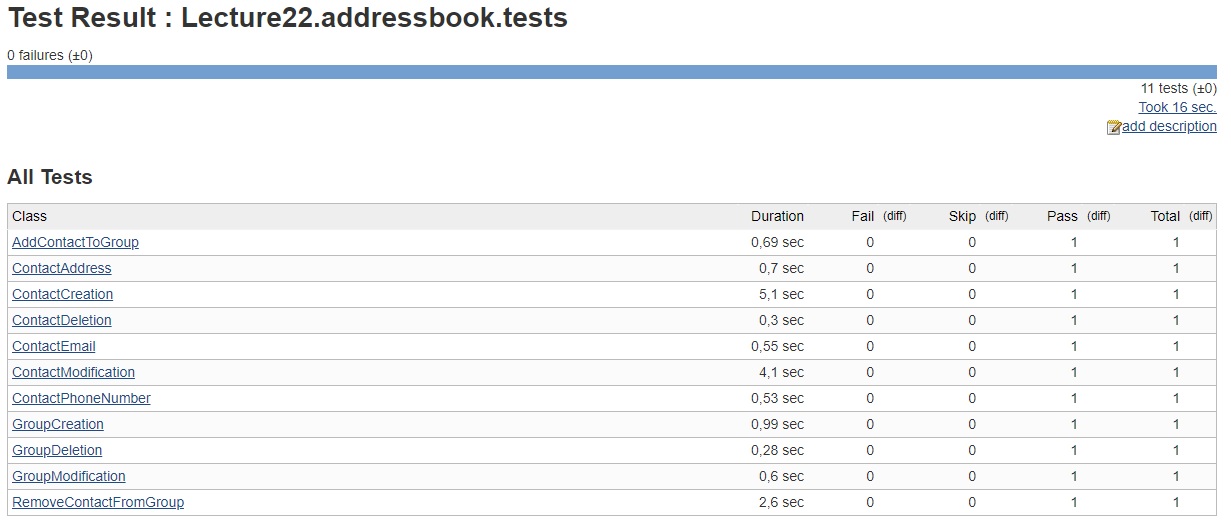 Test Result : Lecture22.addressbook.tests
0 failures (±0)
11 tests (±0)
Took 16 sec.
add description
All Tests
Class Duration Fail (diff) Skip (diff) Pass (diff) Total (diff)
AddContactToGroup 0,69 sec 0 0 1 1
ContactAddress 0,7 sec 0 0 1 1
ContactCreation 5,1 sec 0 0 1 1
ContactDeletion 0,3 sec 0 0 1 1
ContactEmail 0,55 sec 0 0 1 1
ContactModification 4,1 sec 0 0 1 1
ContactPhoneNumber 0,53 sec 0 0 1 1
GroupCreation 0,99 sec 0 0 1 1
GroupDeletion 0,28 sec 0 0 1 1
GroupModification 0,6 sec 0 0 1 1
RemoveContactFromGroup 2,6 sec 0 0 1 1